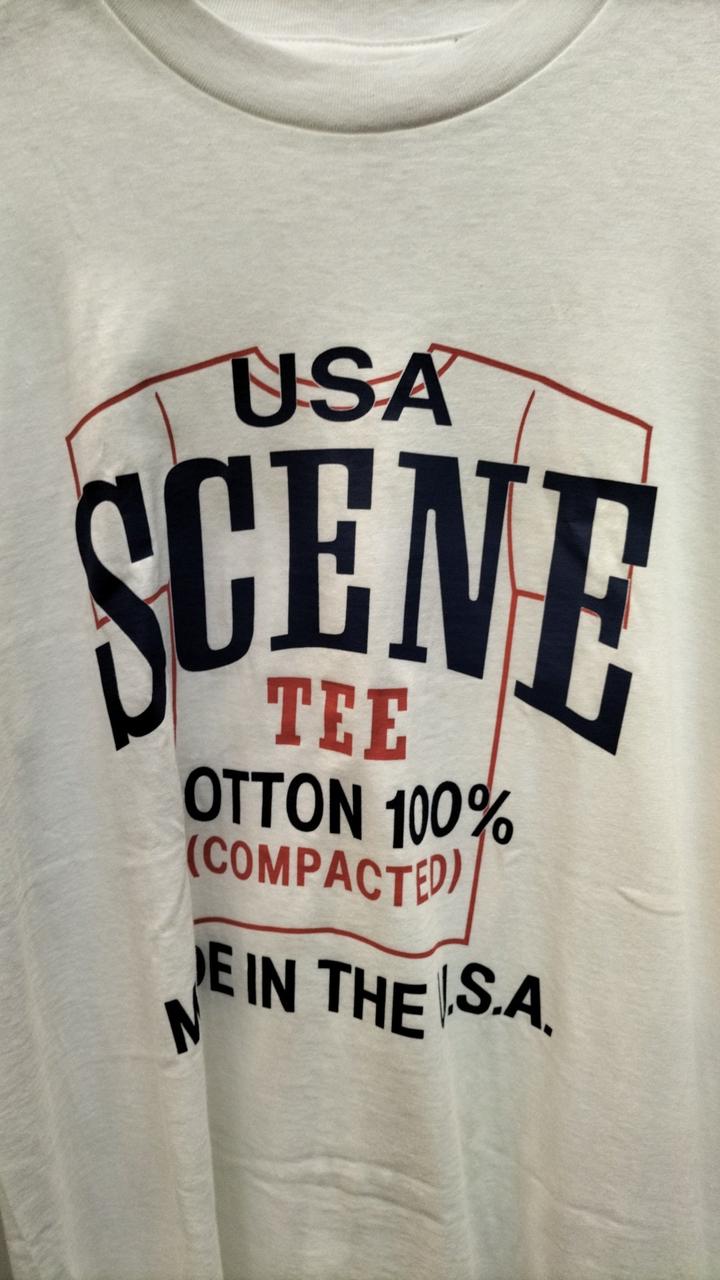 USA
SCENE
TEE
OTTON 100%
(COMPACTED)
M DE IN THE U.S.A.